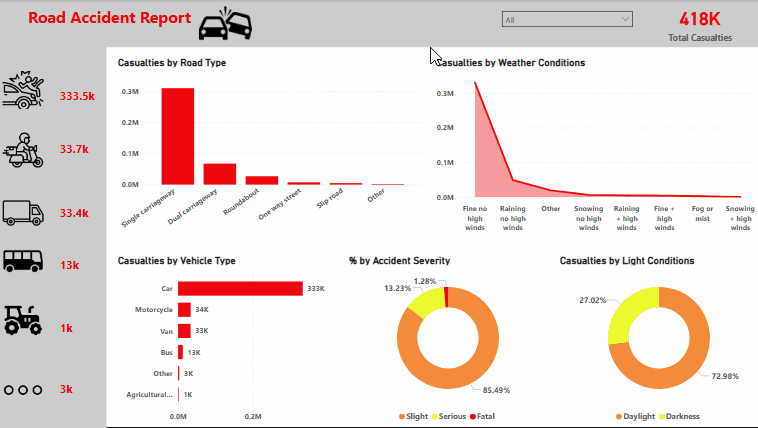 Road Accident Report
All
418K
Total Casualties
333.5k
33.7k
33.4k
13k
1k
3k
Casualties by Road Type
0.3M
0.2M
0.1M
0.0M
Single carriageway
Dual carriageway
Roundabout
One way street
Slip road
Other
Casualties by Weather Conditions
0.3M
0.2M
0.1M
0.0M
Fine no high winds
Raining no high winds
Other
Snowing no high winds
Raining + high winds
Fine + high winds
Fog or mist
Snowing + high winds
Casualties by Vehicle Type
Car 333K
Motorcycle 34K
Van 33K
Bus 13K
Other 3K
Agricultural... 1K
0.0M 0.2M
% by Accident Severity
1.28%
13.23%
85.49%
Slight Serious Fatal
Casualties by Light Conditions
27.02%
72.98%
Daylight Darkness